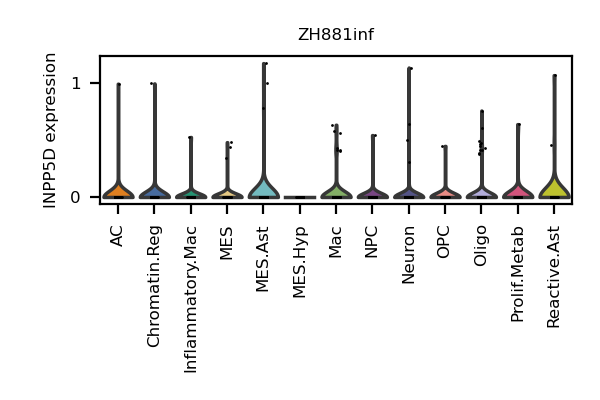 ZH881inf
INPP5D expression
1
0
AC
Chromatin.Reg
Inflammatory.Mac
MES
MES.Ast
MES.Hyp
Mac
NPC
Neuron
OPC
Oligo
Prolif.Metab
Reactive.Ast